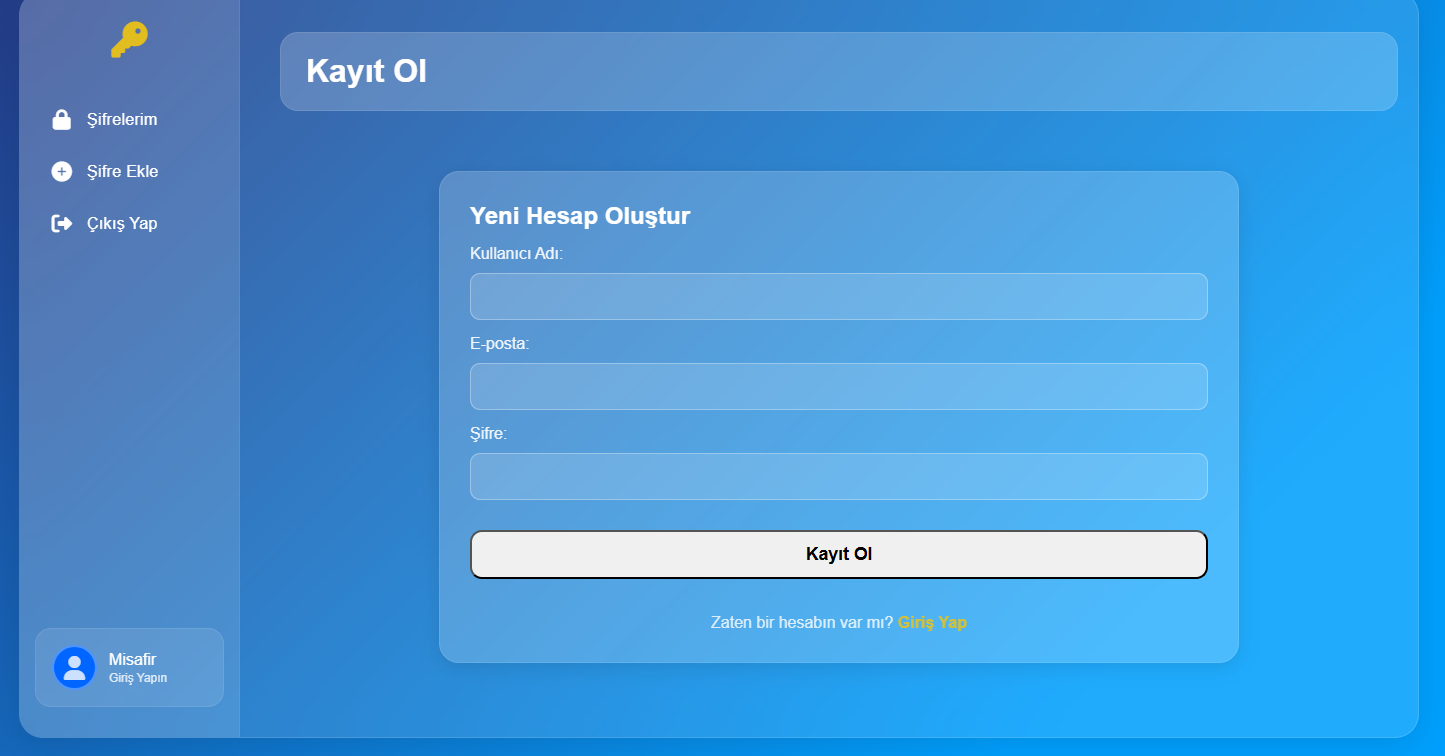 Şifrelerim
Şifre Ekle
Çıkış Yap
Misafir
Giriş Yapın
Kayıt Ol
Yeni Hesap Oluştur
Kullanıcı Adı:
E-posta:
Şifre:
Kayıt Ol
Zaten bir hesabın var mı? Giriş Yap